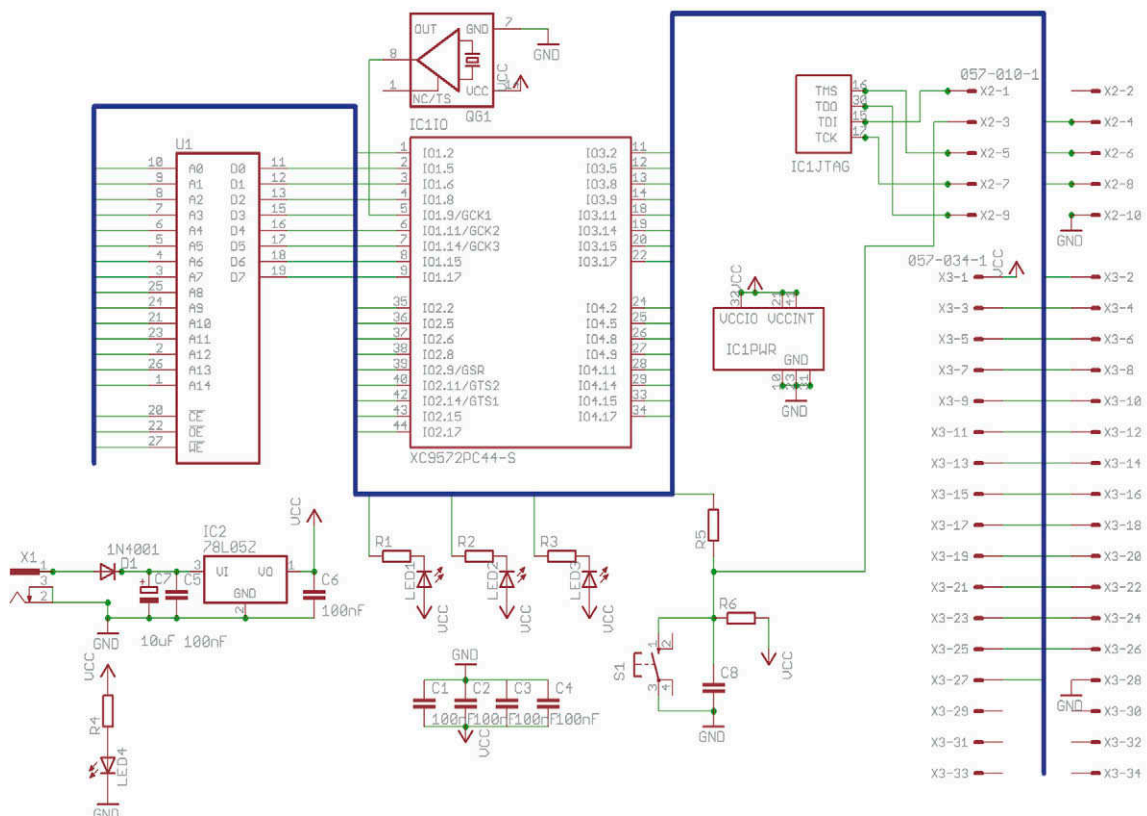 OUT
GND
7
8
1
NC/TS
VCC
VCC
QG1
GND
U1
10 A0 D0 11
9 A1 D1 12
8 A2 D2 13
7 A3 D3 15
6 A4 D4 16
5 A5 D5 17
4 A6 D6 18
3 A7 D7 19
25 A8
24 A9
21 A10
23 A11
2 A12
26 A13
1 A14
20 CE
22 OE
27 WE
IC1IO
1 IO1.2 IO3.2 11
2 IO1.5 IO3.5 12
3 IO1.6 IO3.8 13
4 IO1.8 IO3.9 14
5 IO1.9/GCK1 IO3.11 18
6 IO1.11/GCK2 IO3.14 19
7 IO1.14/GCK3 IO3.15 20
8 IO1.15 IO3.17 22
9 IO1.17
35 IO2.2 IO4.2 24
36 IO2.5 IO4.5 25
37 IO2.6 IO4.8 26
38 IO2.8 IO4.9 27
39 IO2.9/GSR IO4.11 28
40 IO2.11/GTS2 IO4.14 29
42 IO2.14/GTS1 IO4.15 33
43 IO2.15 IO4.17 34
44 IO2.17
XC9572PC44-S
TMS 16
TDO 30
TDI 15
TCK 17
IC1JTAG
057-010-1
X2-1 X2-2
X2-3 X2-4
X2-5 X2-6
X2-7 X2-8
X2-9 X2-10
GND
057-034-1
VCC
X3-1 X3-2
X3-3 X3-4
X3-5 X3-6
X3-7 X3-8
X3-9 X3-10
X3-11 X3-12
X3-13 X3-14
X3-15 X3-16
X3-17 X3-18
X3-19 X3-20
X3-21 X3-22
X3-23 X3-24
X3-25 X3-26
X3-27 X3-28
GND
X3-29 X3-30
X3-31 X3-32
X3-33 X3-34
VCC
32 21 41
VCCIO VCCINT
IC1PWR
GND
10 23 31
GND
X1
1
3
2
1N4001
D1
C7
C5
10uF 100nF
GND
IC2
78L05Z
3 VI VO 1
GND
2
VCC
C6
100nF
VCC
R4
LED4
GND
R1
LED1
VCC
R2
LED2
VCC
R3
LED3
VCC
GND
C1 C2 C3 C4
100nF 100nF 100nF 100nF
VCC
R5
R6
VCC
S1
1 2
3 4
C8
GND